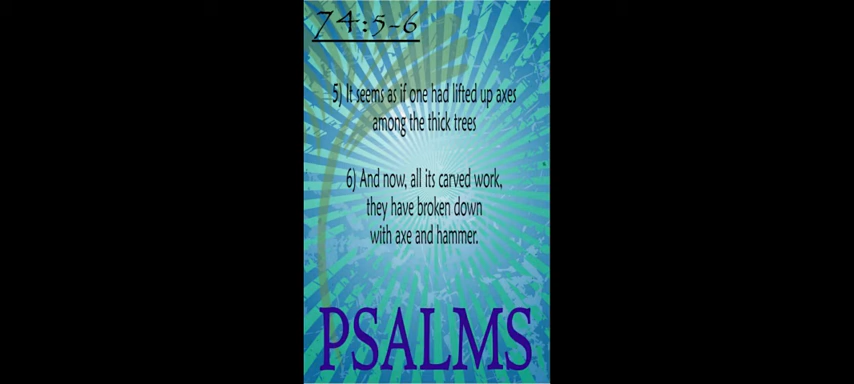 74:5-6
5) It seems as if one had lifted up axes
among the thick trees
6) And now, all its carved work,
they have broken down
with axe and hammer.
PSALMS